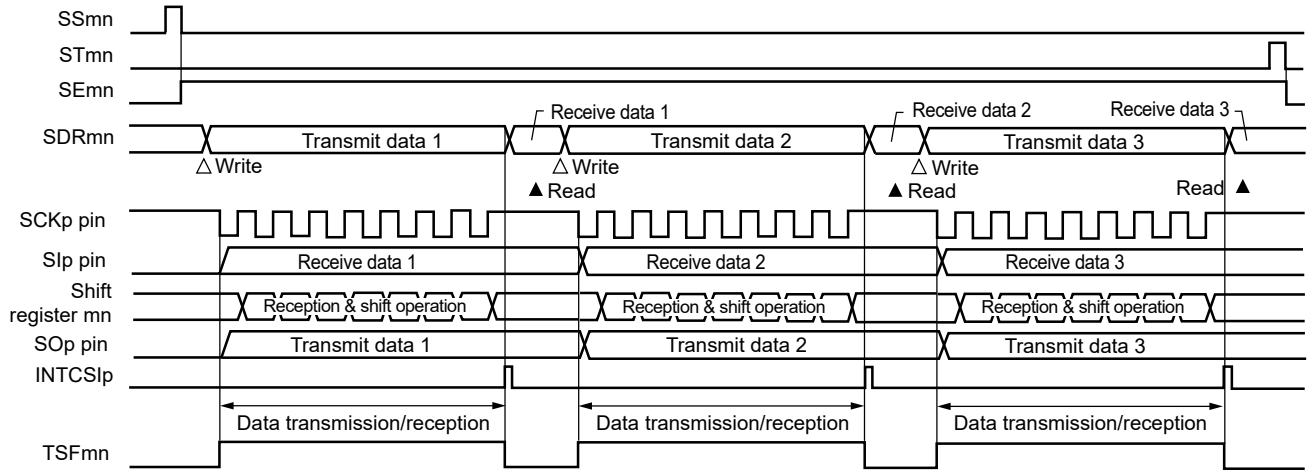 SSmn
STmn
SEmn
Receive data 1 Receive data 2 Receive data 3
SDRmn Transmit data 1 Transmit data 2 Transmit data 3
△ Write △ Write △ Write
▲ Read ▲ Read Read ▲
SCKp pin
SIp pin Receive data 1 Receive data 2 Receive data 3
Shift
register mn Reception & shift operation Reception & shift operation Reception & shift operation
SOp pin Transmit data 1 Transmit data 2 Transmit data 3
INTCSIp
Data transmission/reception Data transmission/reception Data transmission/reception
TSFmn